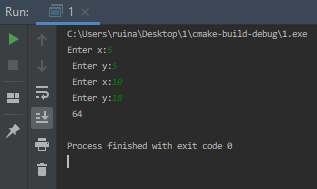 Run: 1 ×
C:\Users\ruina\Desktop\1\cmake-build-debug\1.exe
Enter x:5
Enter y:5
Enter x:10
Enter y:18
64
Process finished with exit code 0